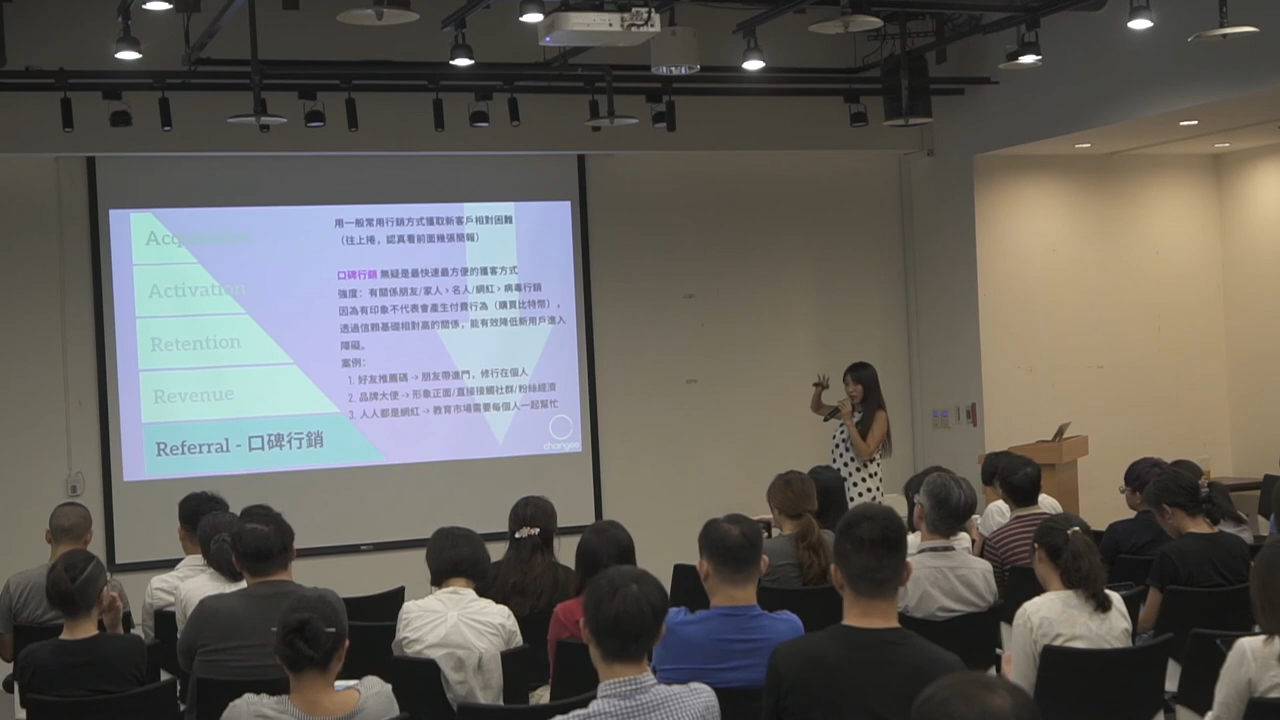 Activation
Retention
Revenue
Referral - 口碑行銷
用一般常用行銷方式獲取新客戶相對困難
（往上捲，認真看前面幾張簡報）
口碑行銷 無疑是最快速最方便的獲客方式
強度：有關係朋友/家人 > 名人/網紅 > 病毒行銷
因為有印象不代表會產生付費行為（購買比特幣），
透過信賴基礎相對高的關係，能有效降低新用戶進入
障礙。
案例：
1. 好友推薦碼 -> 朋友帶進門，修行在個人
2. 品牌大使 -> 形象正面/直接接觸社群/粉絲經濟
3. 人人都是網紅 -> 教育市場需要每個人一起幫忙
changee